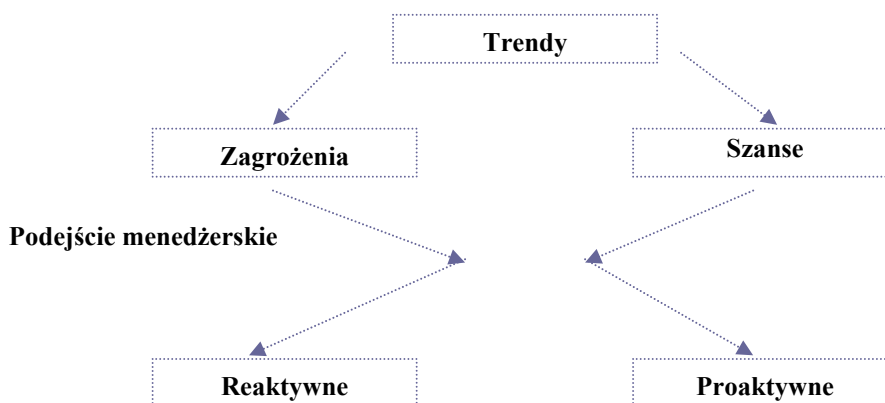 Trendy
Zagrożenia
Szanse
Podejście menedżerskie
Reaktywne
Proaktywne